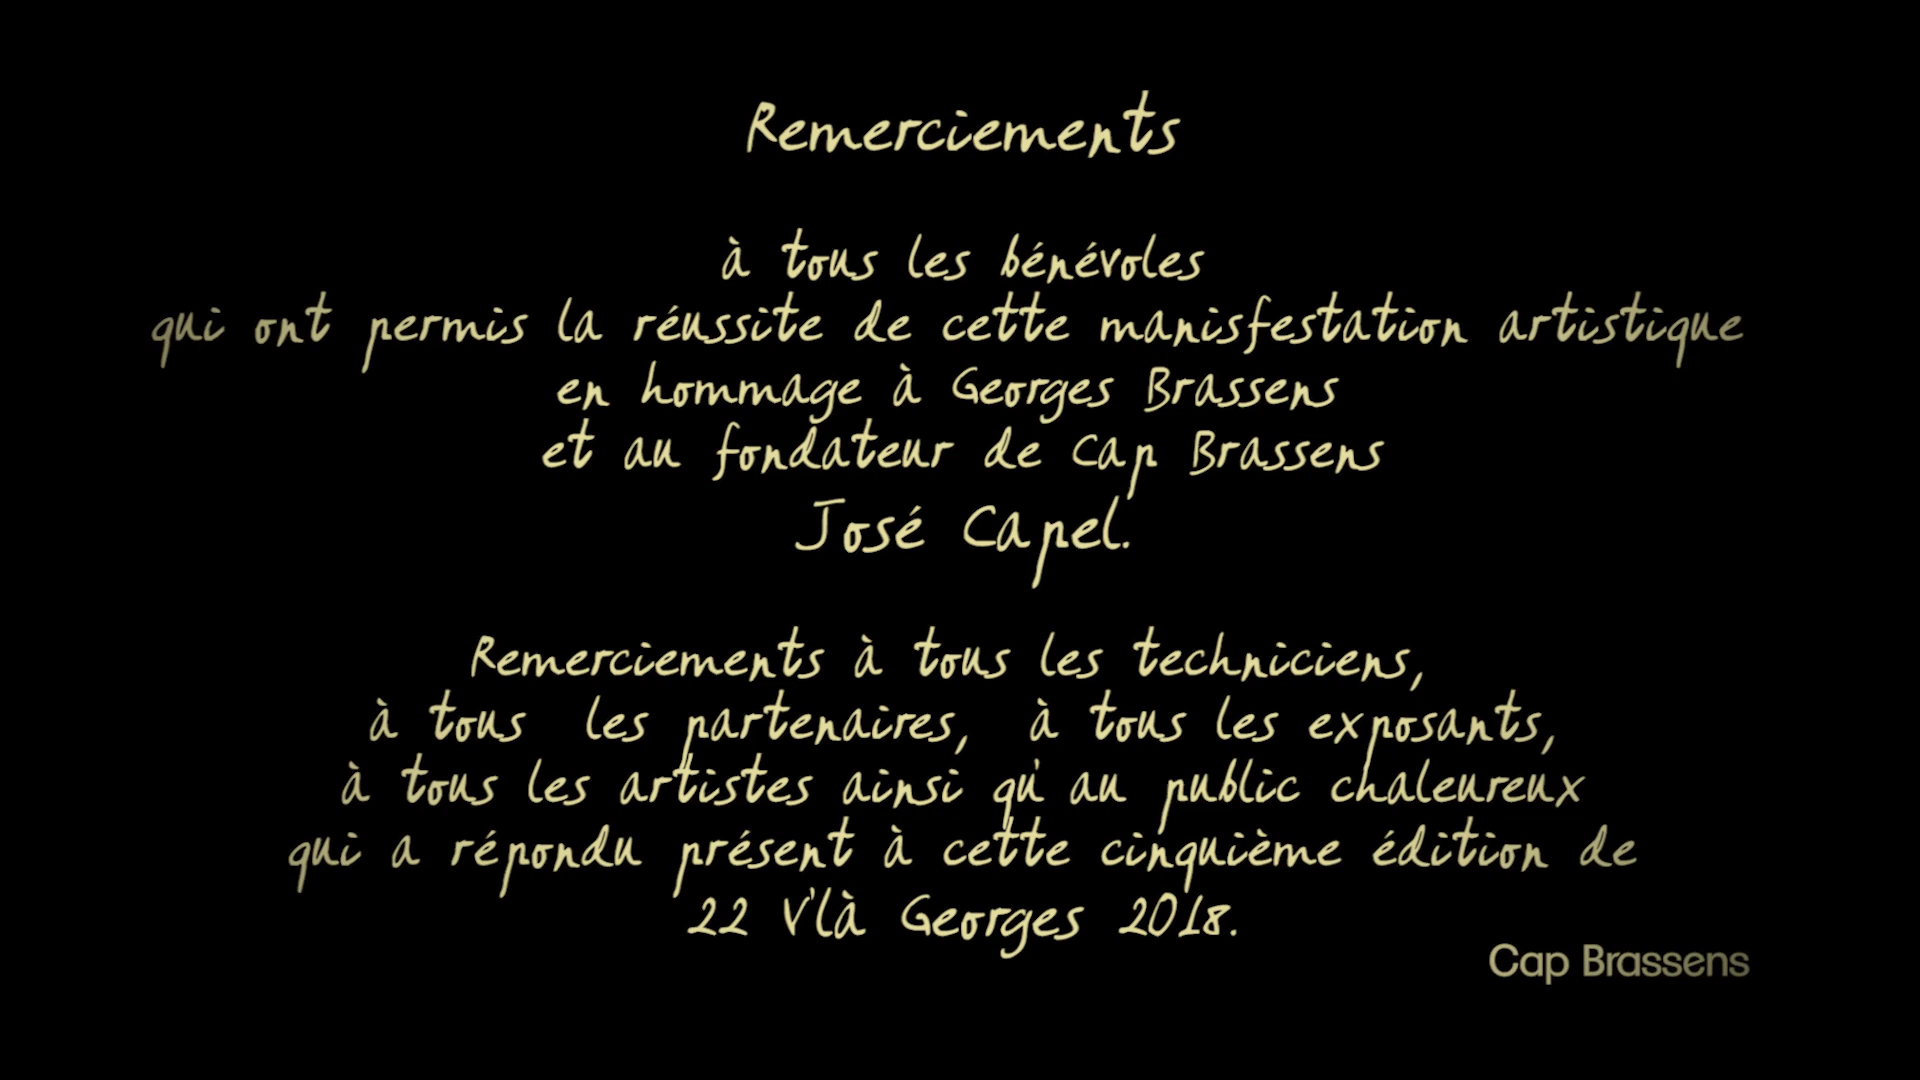 Remerciements
à tous les bénévoles
qui ont permis la réussite de cette manisfestation artistique
en hommage à Georges Brassens
et au fondateur de Cap Brassens
José Capel.
Remerciements à tous les techniciens,
à tous les partenaires, à tous les exposants,
à tous les artistes ainsi qu'au public chaleureux
qui a répondu présent à cette cinquième édition de
22 V'là Georges 2018.
Cap Brassens